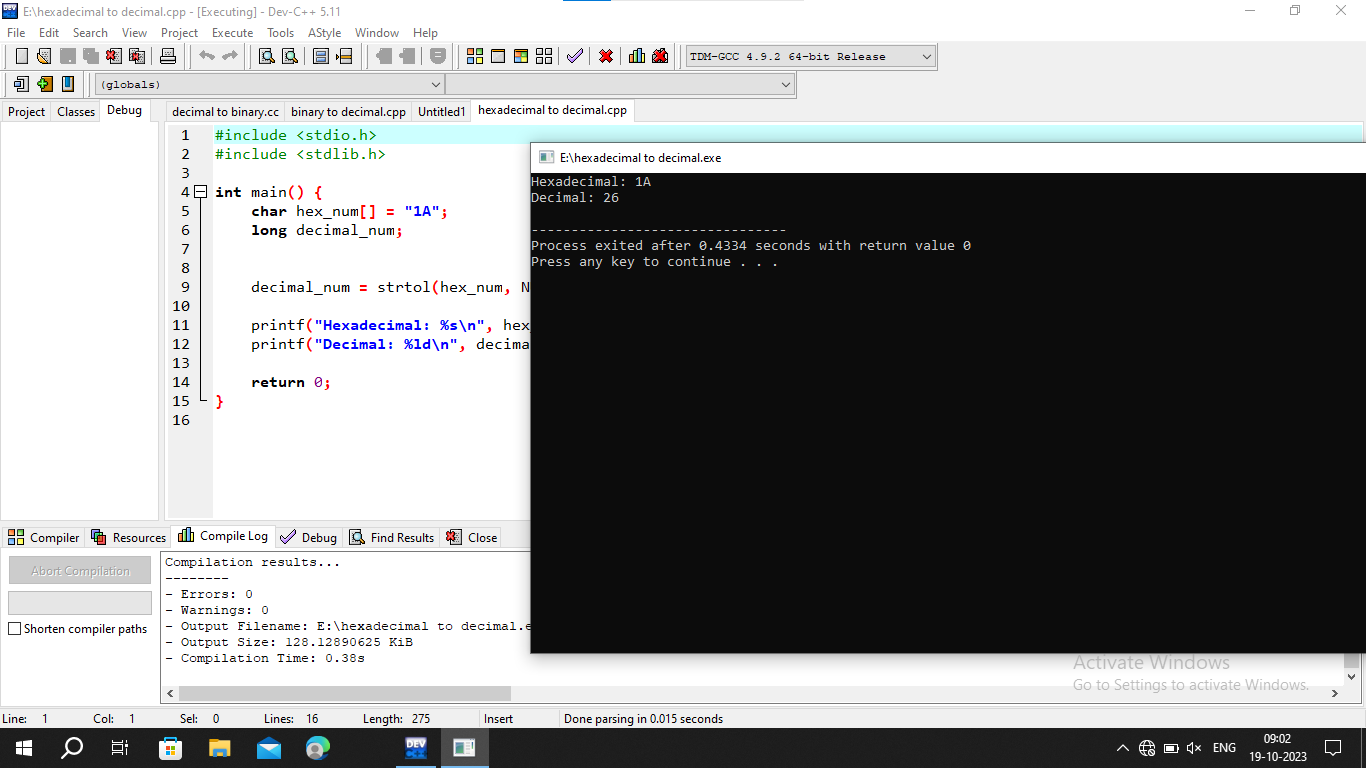 E:\hexadecimal to decimal.cpp - [Executing] - Dev-C++ 5.11
File Edit Search View Project Execute Tools AStyle Window Help
TDM-GCC 4.9.2 64-bit Release
(globals)
Project Classes Debug
decimal to binary.cc binary to decimal.cpp Untitled1 hexadecimal to decimal.cpp
1 #include <stdio.h>
2 #include <stdlib.h>
3
4 int main() {
5 char hex_num[] = "1A";
6 long decimal_num;
7
8
9 decimal_num = strtol(hex_num, N
10
11 printf("Hexadecimal: %s\n", hex
12 printf("Decimal: %ld\n", decima
13
14 return 0;
15 }
16
E:\hexadecimal to decimal.exe
Hexadecimal: 1A
Decimal: 26
--------------------------------
Process exited after 0.4334 seconds with return value 0
Press any key to continue . . .
Compiler Resources Compile Log Debug Find Results Close
Abort Compilation
Shorten compiler paths
Compilation results...
--------
- Errors: 0
- Warnings: 0
- Output Filename: E:\hexadecimal to decimal.e
- Output Size: 128.12890625 KiB
- Compilation Time: 0.38s
Activate Windows
Go to Settings to activate Windows.
Line: 1 Col: 1 Sel: 0 Lines: 16 Length: 275 Insert Done parsing in 0.015 seconds
DEV
ENG
09:02
19-10-2023